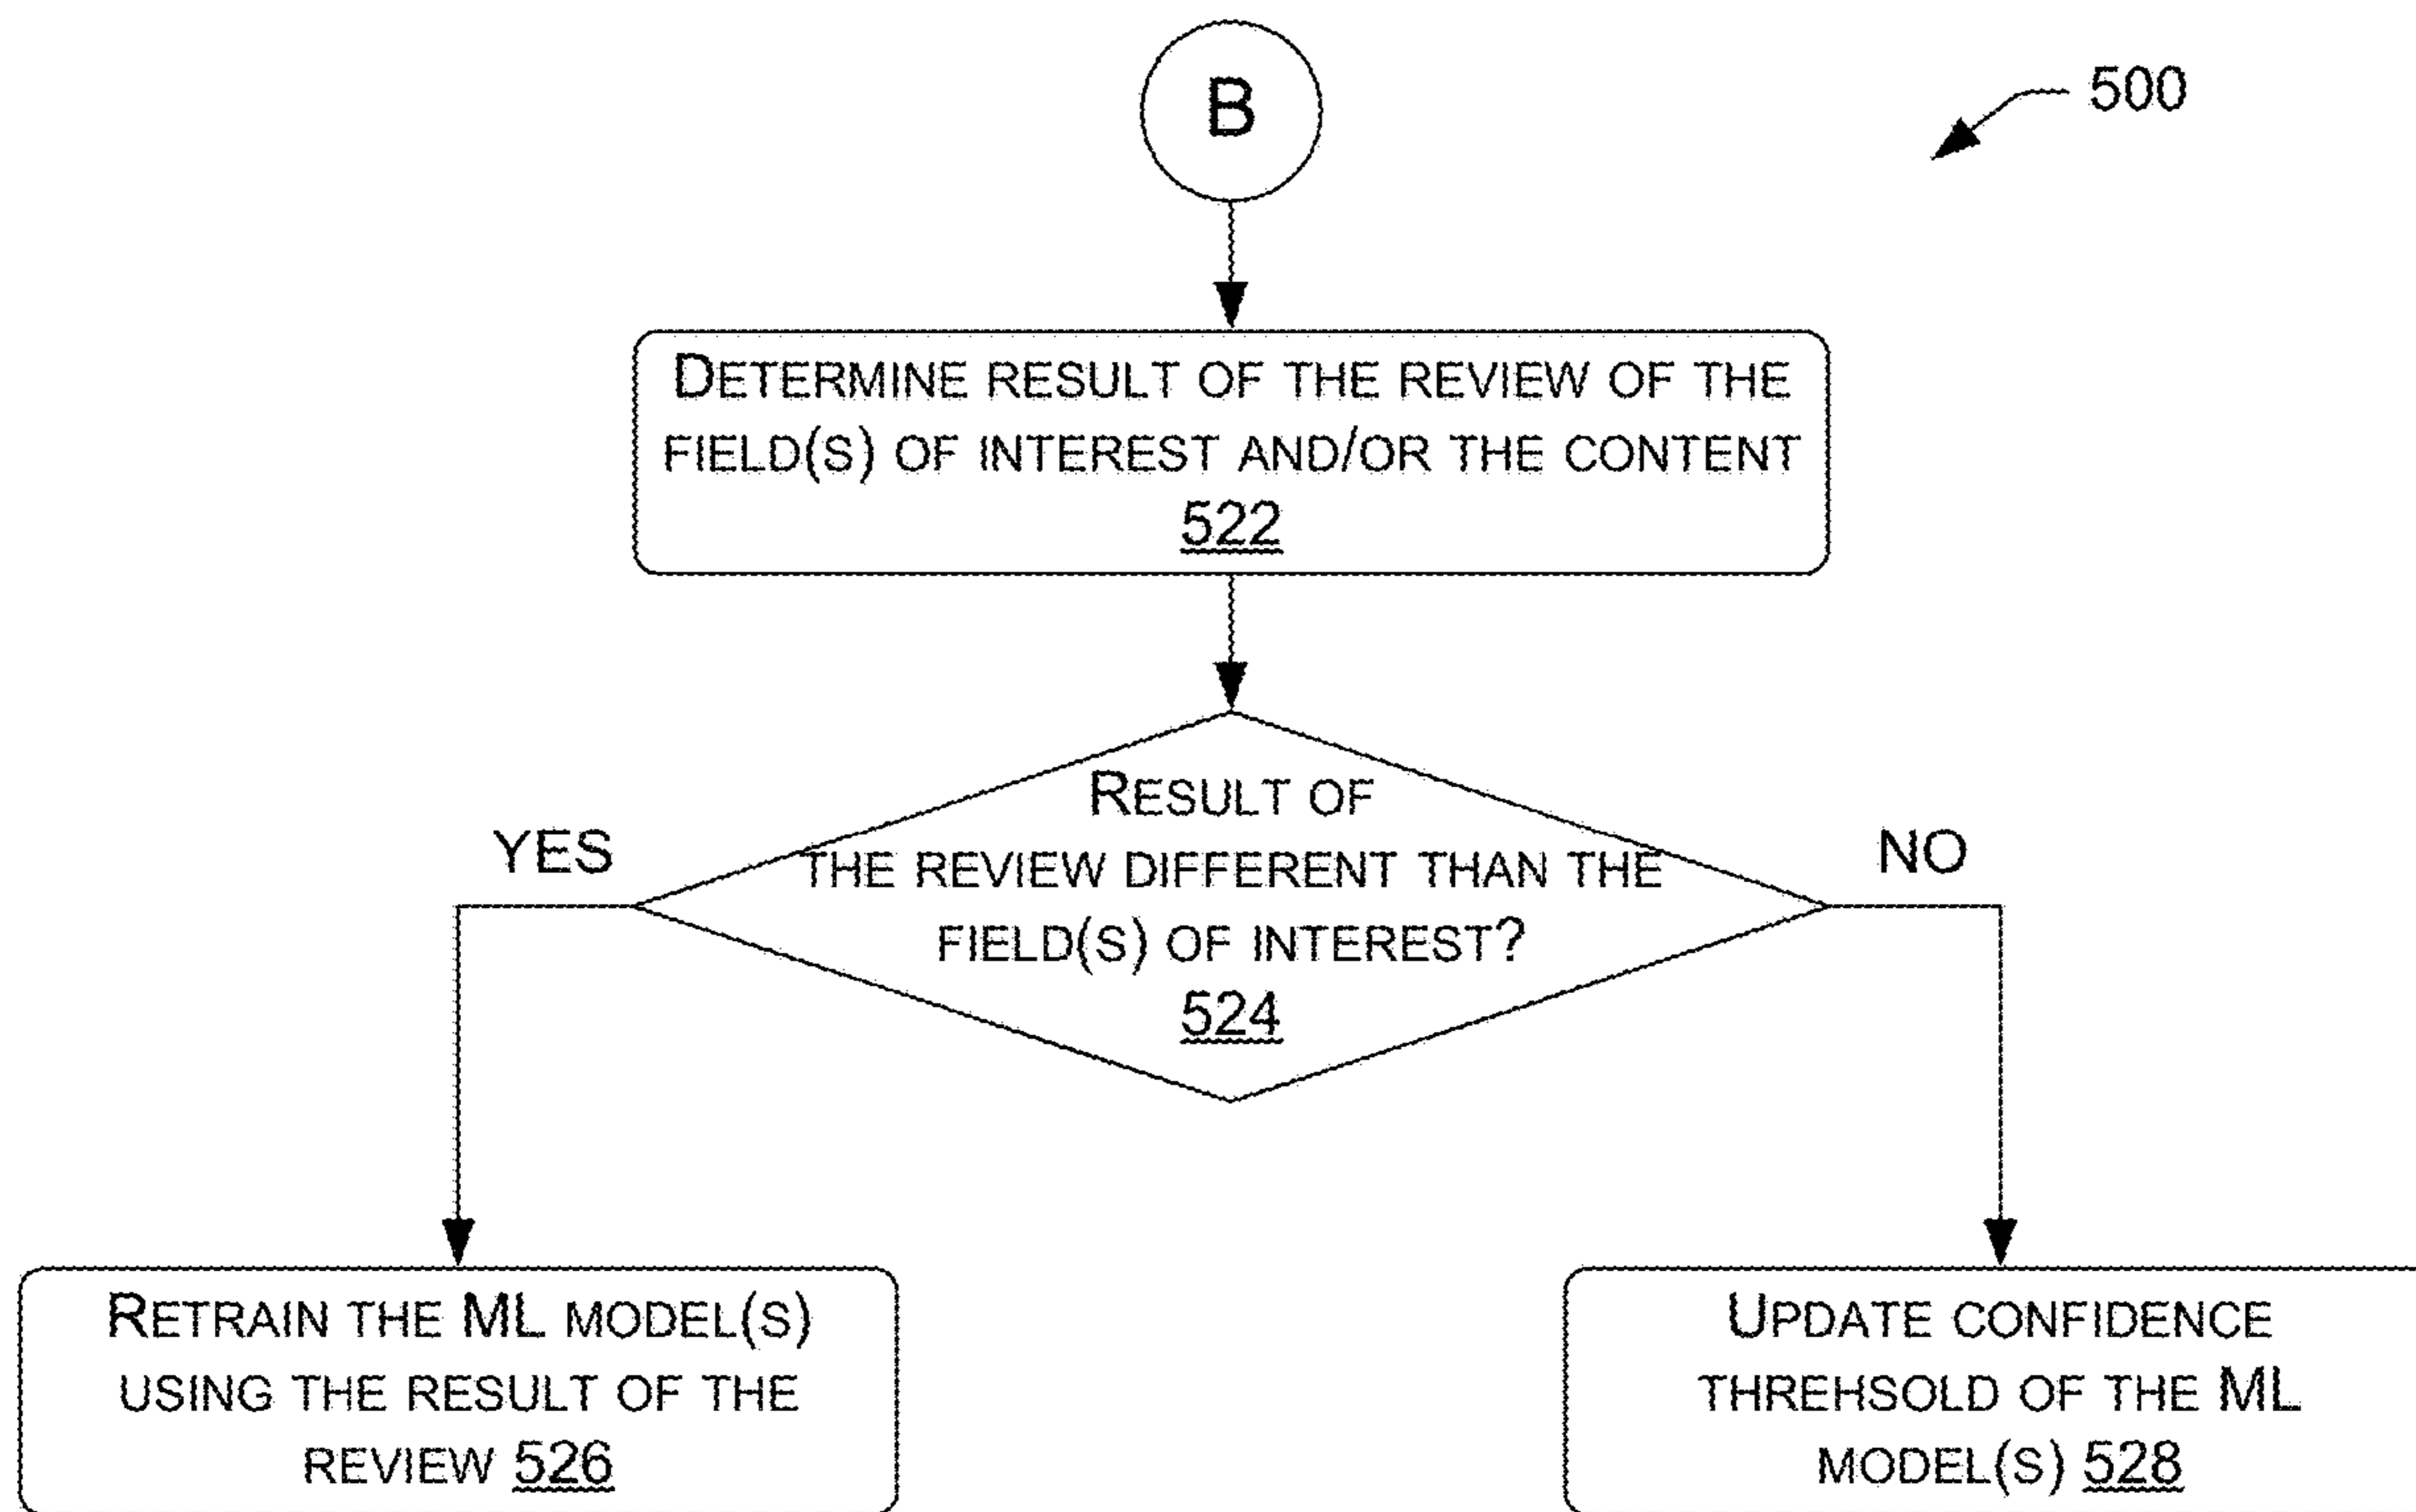 B
500
DETERMINE RESULT OF THE REVIEW OF THE
FIELD(S) OF INTEREST AND/OR THE CONTENT
522
RESULT OF
THE REVIEW DIFFERENT THAN THE
FIELD(S) OF INTEREST?
524
YES
NO
RETRAIN THE ML MODEL(S)
USING THE RESULT OF THE
REVIEW 526
UPDATE CONFIDENCE
THREHSOLD OF THE ML
MODEL(S) 528